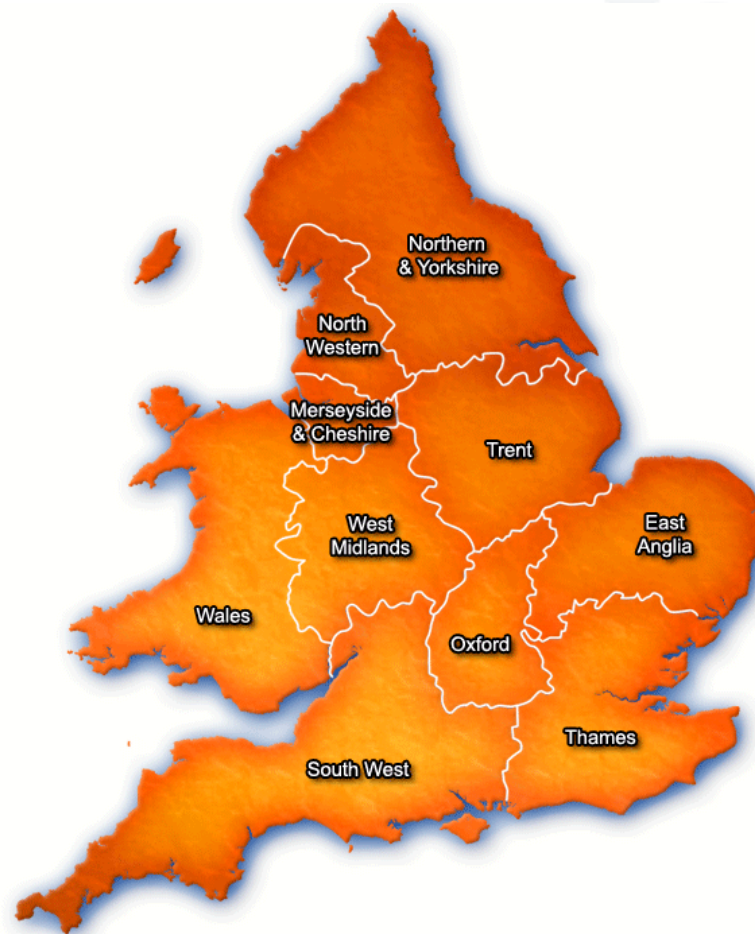 Northern
& Yorkshire
North
Western
Merseyside
& Cheshire
Trent
West
Midlands
East
Anglia
Wales
Oxford
Thames
South West